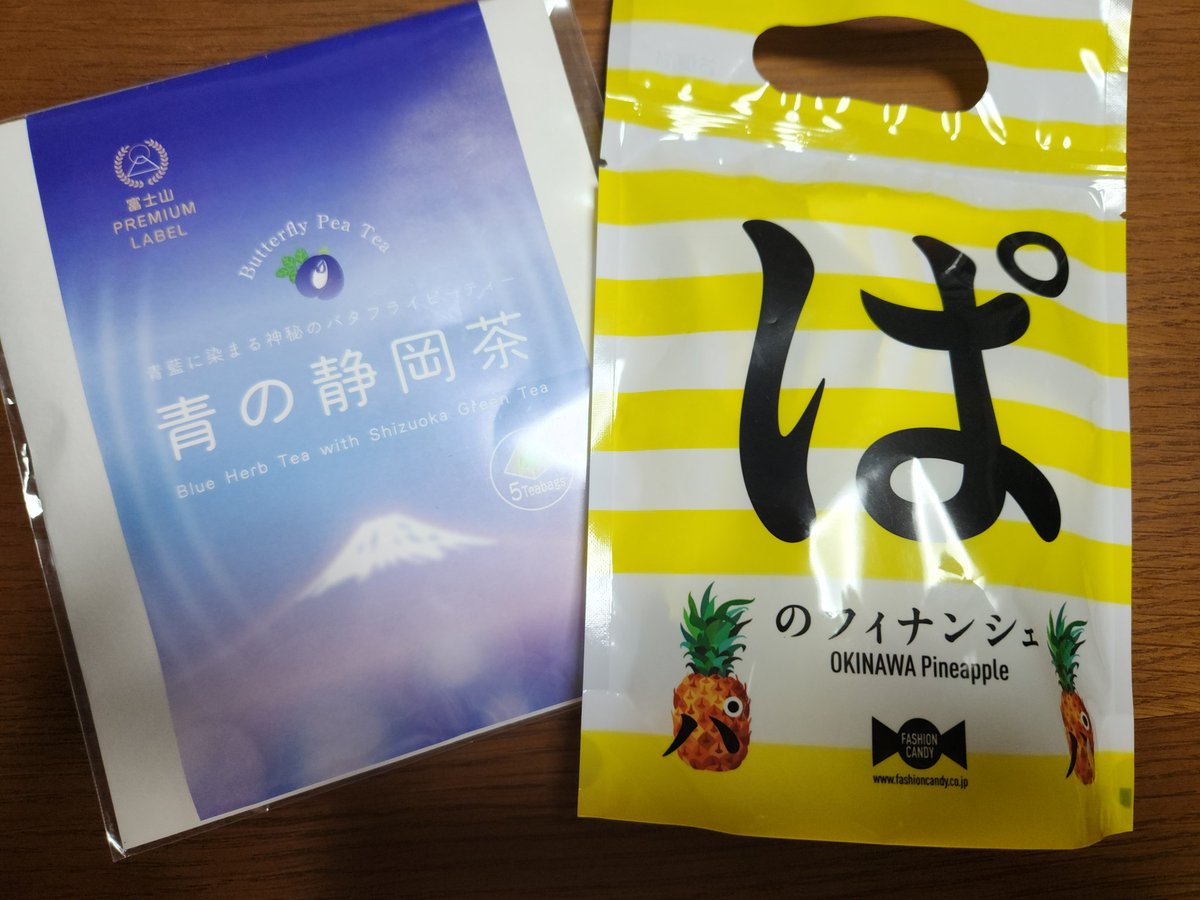 富士山
PREMIUM
LABEL
Butterfly Pea Tea
青藍に染まる神秘のバタフライピーティー
青の静岡茶
Blue Herb Tea with Shizuoka Green Tea
5Teabags
ぱ
のフィナンシェ
OKINAWA Pineapple
パ
FASHION
CANDY
www.fashioncandy.co.jp